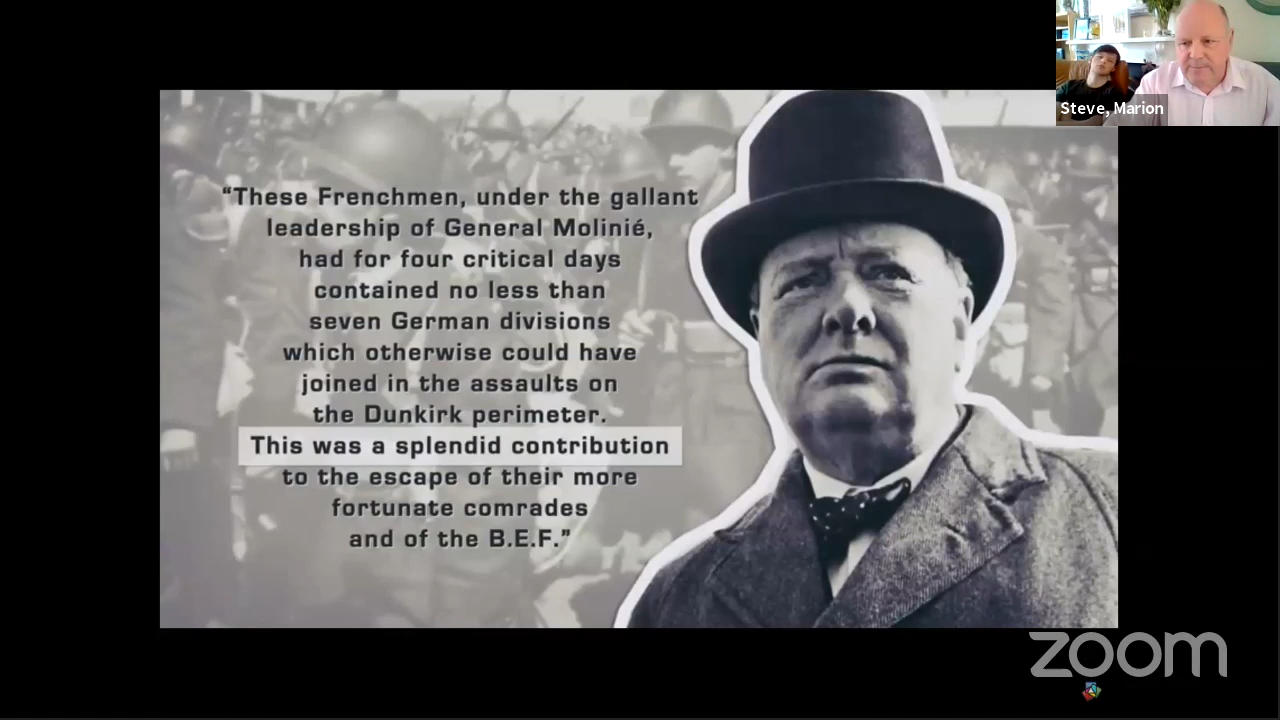 Steve, Marion
“These Frenchmen, under the gallant
leadership of General Molinié,
had for four critical days
contained no less than
seven German divisions
which otherwise could have
joined in the assaults on
the Dunkirk perimeter.
This was a splendid contribution
to the escape of their more
fortunate comrades
and of the B.E.F.”
zoom